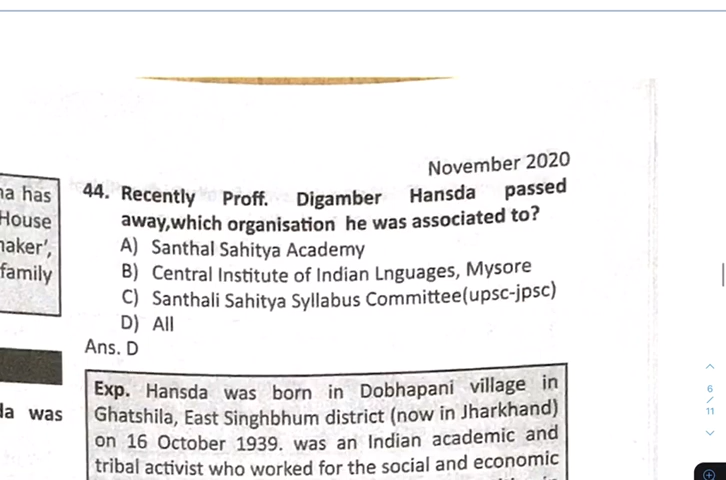 November 2020
a has
House
naker',
family
44. Recently Proff. Digamber Hansda passed
away,which organisation he was associated to?
A) Santhal Sahitya Academy
B) Central Institute of Indian Lnguages, Mysore
C) Santhali Sahitya Syllabus Committee(upsc-jpsc)
D) All
Ans. D
la was
Exp. Hansda was born in Dobhapani village in
Ghatshila, East Singhbhum district (now in Jharkhand)
on 16 October 1939. was an Indian academic and
tribal activist who worked for the social and economic
6
/
11